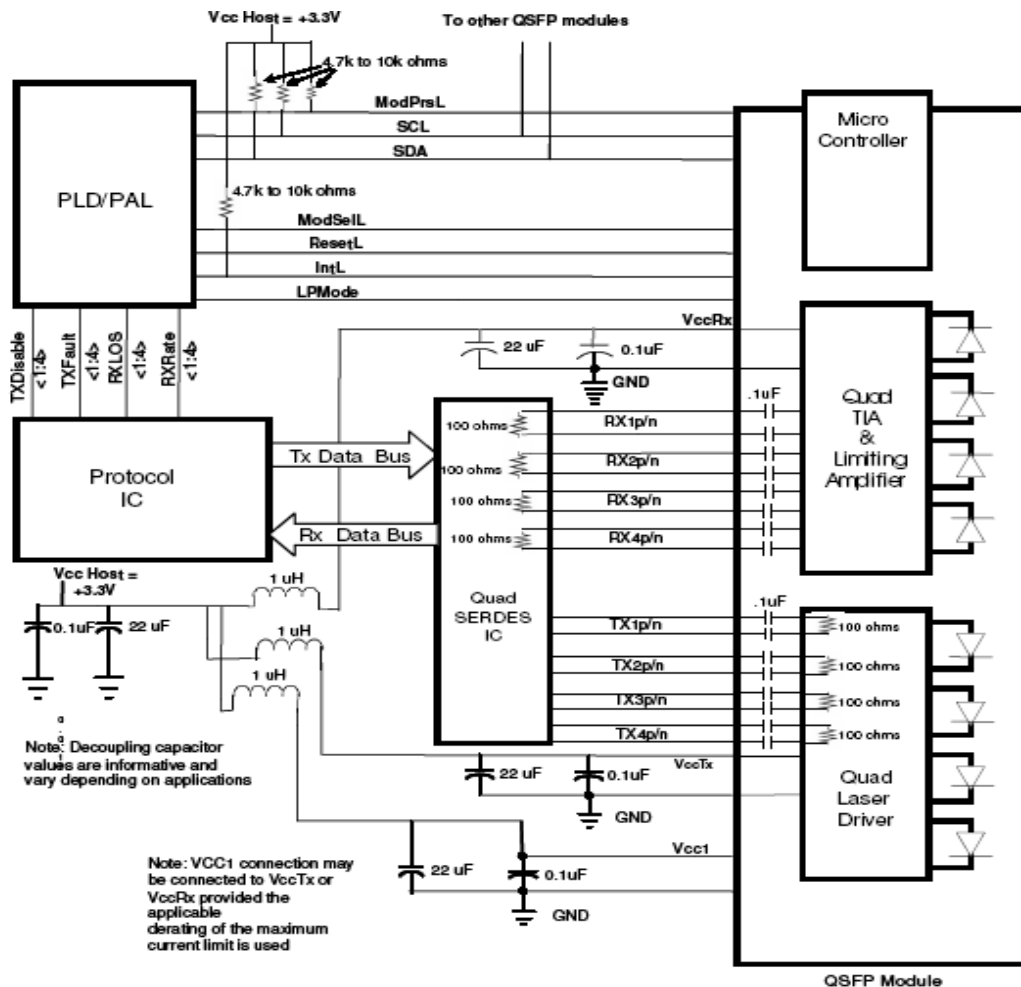 Vcc Host = +3.3V
To other QSFP modules
4.7k to 10k ohms
ModPrsL
SCL
SDA
Micro
Controller
PLD/PAL
4.7k to 10k ohms
ModSelL
ResetL
IntL
LPMode
TXDisable
<1:4>
TXFault
<1:4>
RXLOS
<1:4>
RXRate
<1:4>
VccRx
22 uF
0.1uF
GND
Protocol
IC
Tx Data Bus
Rx Data Bus
100 ohms
100 ohms
100 ohms
100 ohms
RX1p/n
RX2p/n
RX3p/n
RX4p/n
.1uF
Quad
TIA
&
Limiting
Amplifier
Vcc Host =
+3.3V
0.1uF
22 uF
1 uH
1 uH
1 uH
Quad
SERDES
IC
TX1p/n
TX2p/n
TX3p/n
TX4p/n
.1uF
100 ohms
100 ohms
100 ohms
100 ohms
Quad
Laser
Driver
Note: Decoupling capacitor
values are informative and
vary depending on applications
VccTx
22 uF
0.1uF
GND
Vcc1
22 uF
0.1uF
GND
Note: VCC1 connection may
be connected to VccTx or
VccRx provided the
applicable
derating of the maximum
current limit is used
QSFP Module